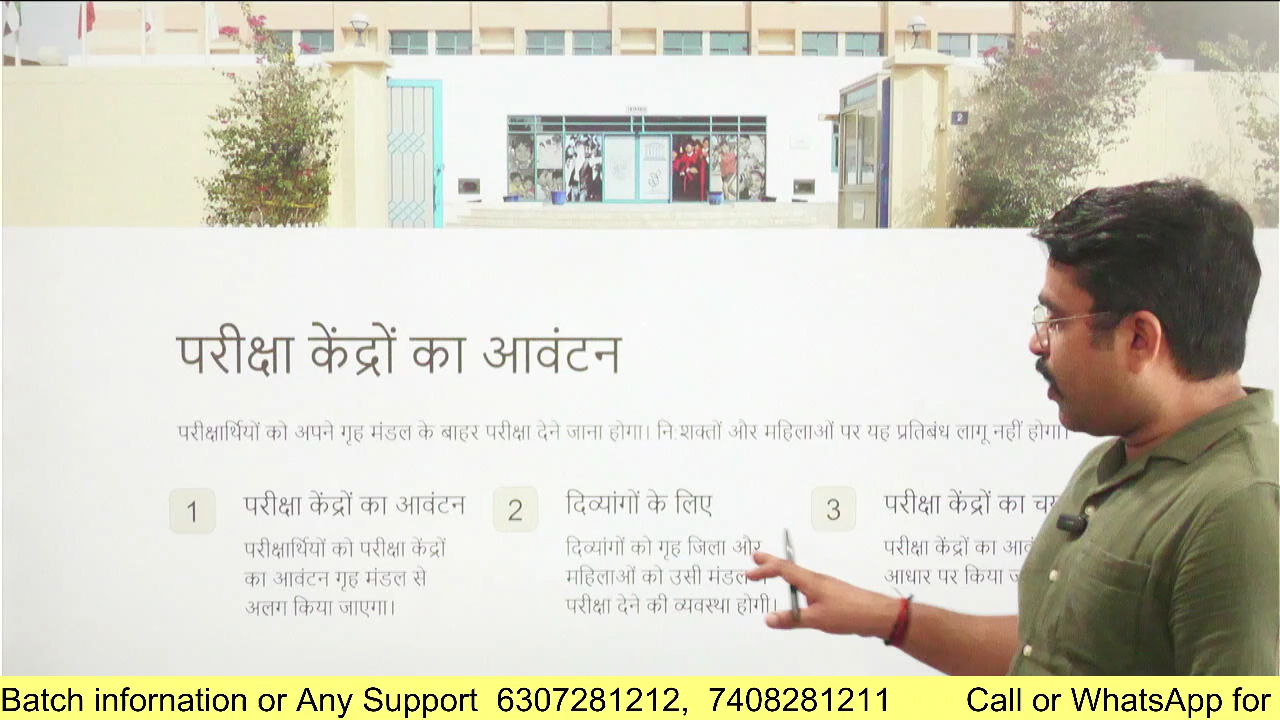 2
परीक्षा केंद्रों का आवंटन
परीक्षार्थियों को अपने गृह मंडल के बाहर परीक्षा देने जाना होगा। नि:शक्तों और महिलाओं पर यह प्रतिबंध लागू नहीं होगा।
1 परीक्षा केंद्रों का आवंटन
परीक्षार्थियों को परीक्षा केंद्रों
का आवंटन गृह मंडल से
अलग किया जाएगा।
2 दिव्यांगों के लिए
दिव्यांगों को गृह जिला और
महिलाओं को उसी मंडल
परीक्षा देने की व्यवस्था होगी।
3 परीक्षा केंद्रों का
परीक्षा केंद्रों का
आधार पर किया
Batch infornation or Any Support 6307281212, 7408281211 Call or WhatsApp for